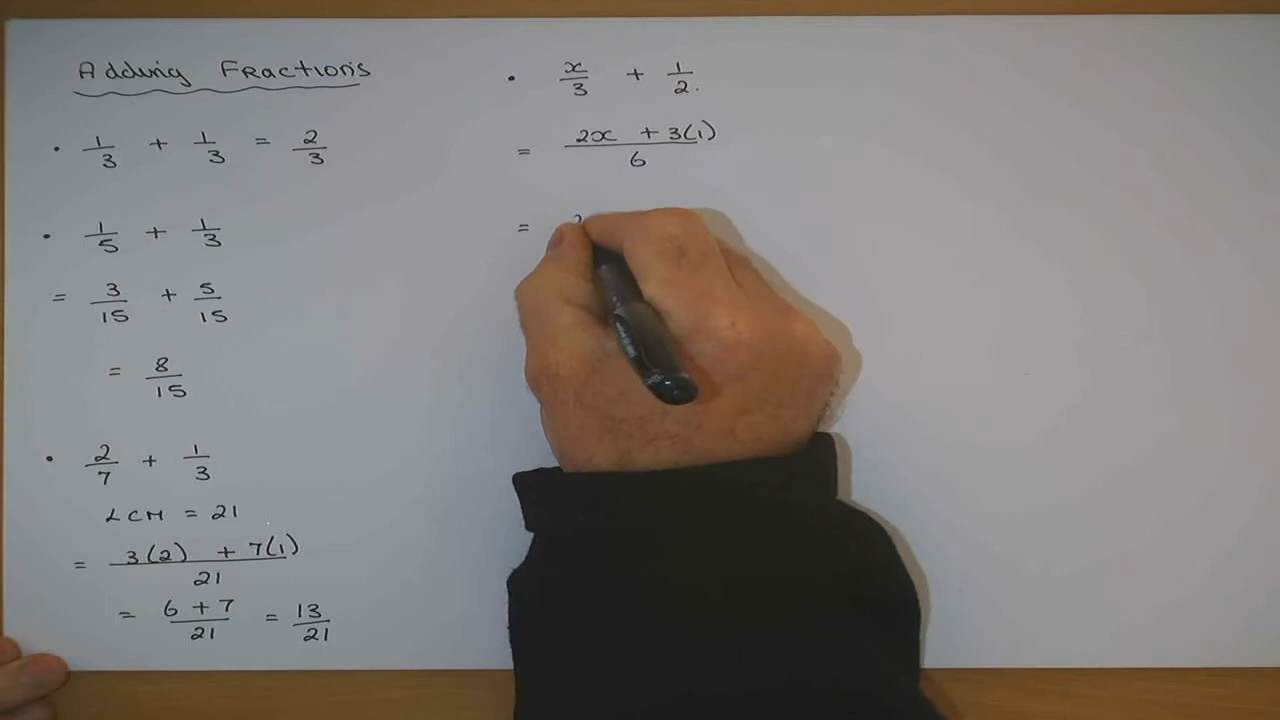 Adding Fractions
• 1/3 + 1/3 = 2/3
• 1/5 + 1/3
= 3/15 + 5/15
= 8/15
• 2/7 + 1/3
LCM = 21
= 3(2) + 7(1)/21
= 6 + 7/21 = 13/21
• x/3 + 1/2.
= 2x + 3(1)/6
=